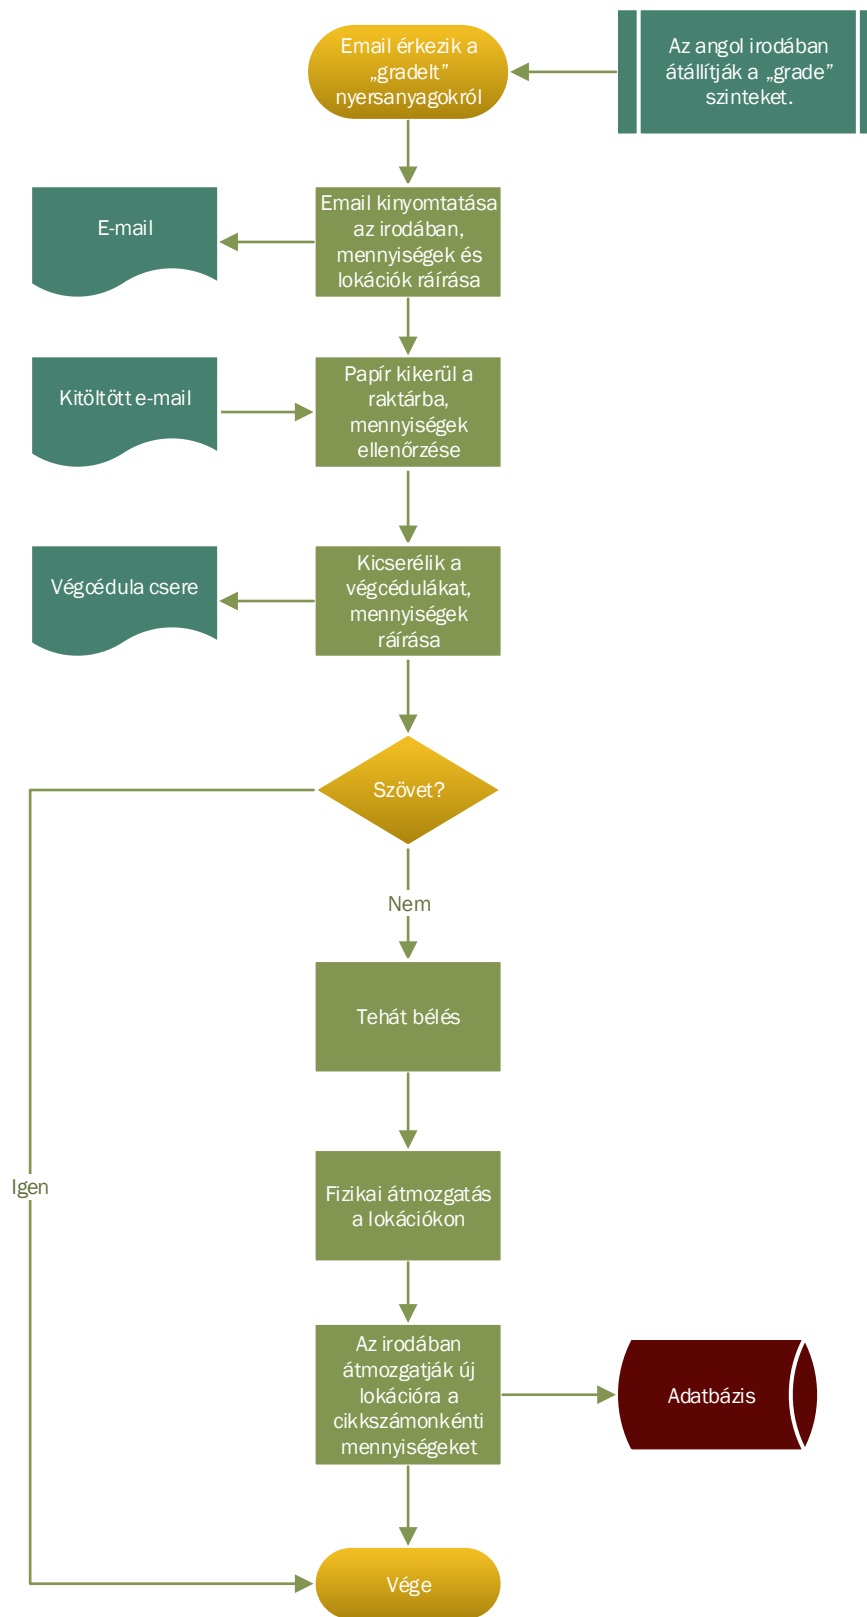 Email érkezik a
„gradelt”
nyersanyagokról
Az angol irodában
átállítják a „grade”
szinteket.
E-mail
Email kinyomtatása
az irodában,
mennyiségek és
lokációk ráírása
Kitöltött e-mail
Papír kikerül a
raktárba,
mennyiségek
ellenőrzése
Végcédula csere
Kicserélik a
végcédulákat,
mennyiségek
ráírása
Szövet?
Nem
Tehát bélés
Igen
Fizikai átmozgatás
a lokációkon
Az irodában
átmozgatják új
lokációra a
cikkszámonkénti
mennyiségeket
Adatbázis
Vége